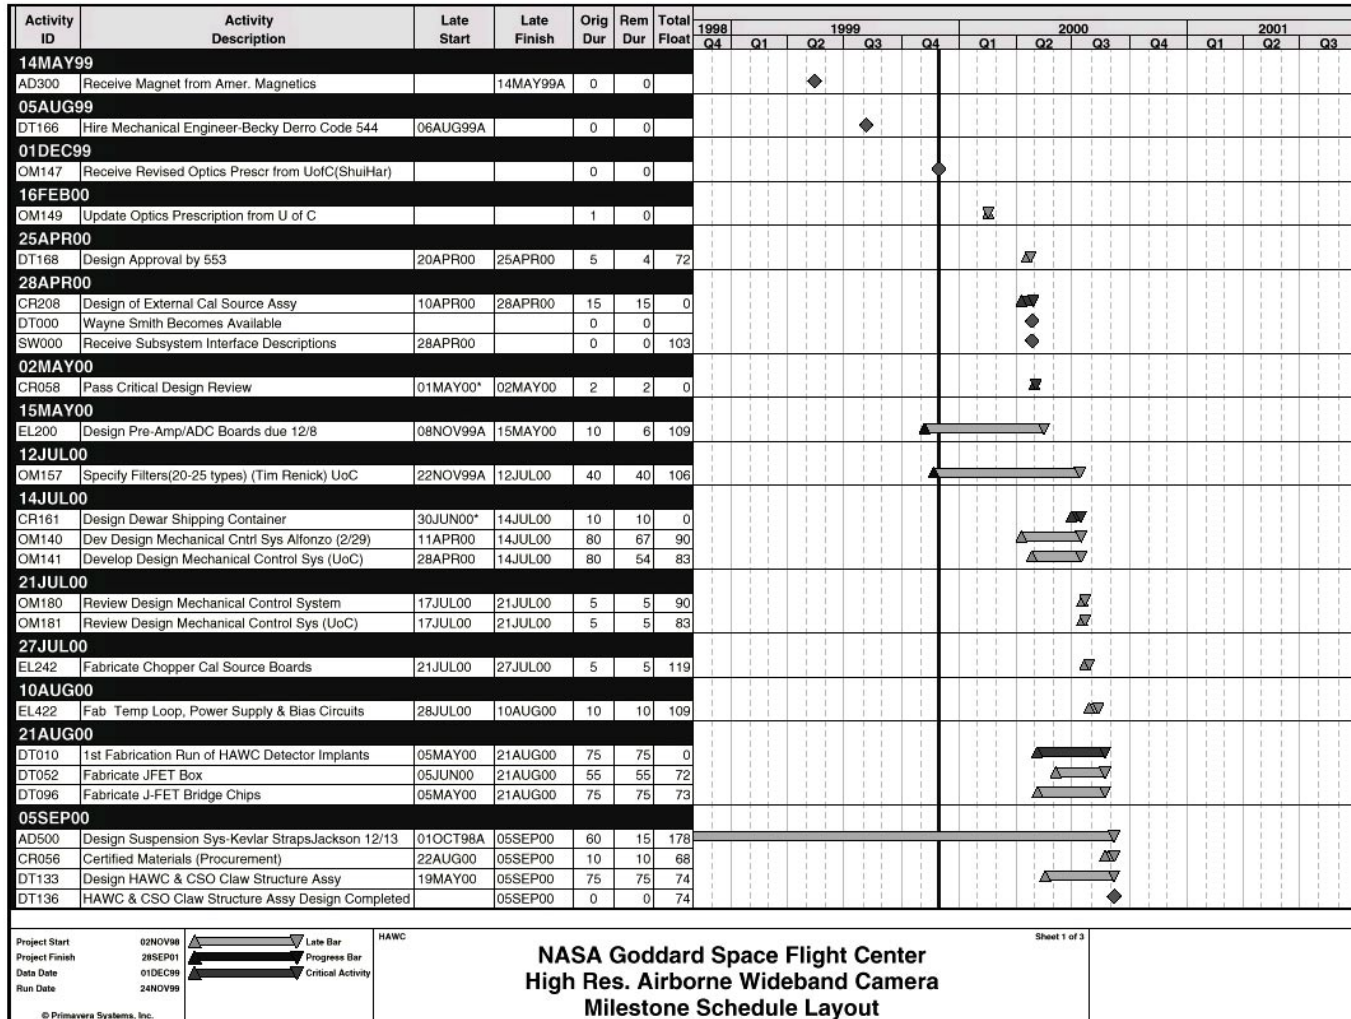 Activity ID Activity Description Late Start Late Finish Orig Dur Rem Dur Total Float 1998 1999 2000 2001
Q4 Q1 Q2 Q3 Q4 Q1 Q2 Q3 Q4 Q1 Q2 Q3
14MAY99
AD300 Receive Magnet from Amer. Magnetics 14MAY99A 0 0
05AUG99
DT166 Hire Mechanical Engineer-Becky Derro Code 544 06AUG99A 0 0
01DEC99
OM147 Receive Revised Optics Prescr from UofC(ShuiHar) 0 0
16FEB00
OM149 Update Optics Prescription from U of C 1 0
25APR00
DT168 Design Approval by 553 20APR00 25APR00 5 4 72
28APR00
CR208 Design of External Cal Source Assy 10APR00 28APR00 15 15 0
DT000 Wayne Smith Becomes Available 0 0
SW000 Receive Subsystem Interface Descriptions 28APR00 0 0 103
02MAY00
CR058 Pass Critical Design Review 01MAY00* 02MAY00 2 2 0
15MAY00
EL200 Design Pre-Amp/ADC Boards due 12/8 08NOV99A 15MAY00 10 6 109
12JUL00
OM157 Specify Filters(20-25 types) (Tim Renick) UoC 22NOV99A 12JUL00 40 40 106
14JUL00
CR161 Design Dewar Shipping Container 30JUN00* 14JUL00 10 10 0
OM140 Dev Design Mechanical Cntrl Sys Alfonzo (2/29) 11APR00 14JUL00 80 67 90
OM141 Develop Design Mechanical Control Sys (UoC) 28APR00 14JUL00 80 54 83
21JUL00
OM180 Review Design Mechanical Control System 17JUL00 21JUL00 5 5 90
OM181 Review Design Mechanical Control Sys (UoC) 17JUL00 21JUL00 5 5 83
27JUL00
EL242 Fabricate Chopper Cal Source Boards 21JUL00 27JUL00 5 5 119
10AUG00
EL422 Fab Temp Loop, Power Supply & Bias Circuits 28JUL00 10AUG00 10 10 109
21AUG00
DT010 1st Fabrication Run of HAWC Detector Implants 05MAY00 21AUG00 75 75 0
DT052 Fabricate JFET Box 05JUN00 21AUG00 55 55 72
DT096 Fabricate J-FET Bridge Chips 05MAY00 21AUG00 75 75 73
05SEP00
AD500 Design Suspension Sys-Kevlar StrapsJackson 12/13 01OCT98A 05SEP00 60 15 178
CR056 Certified Materials (Procurement) 22AUG00 05SEP00 10 10 68
DT133 Design HAWC & CSO Claw Structure Assy 19MAY00 05SEP00 75 75 74
DT136 HAWC & CSO Claw Structure Assy Design Completed 05SEP00 0 0 74
Project Start 02NOV98
Project Finish 28SEP01
Data Date 01DEC99
Run Date 24NOV99
© Primavera Systems, Inc.
Late Bar
Progress Bar
Critical Activity
HAWC
Sheet 1 of 3
NASA Goddard Space Flight Center
High Res. Airborne Wideband Camera
Milestone Schedule Layout